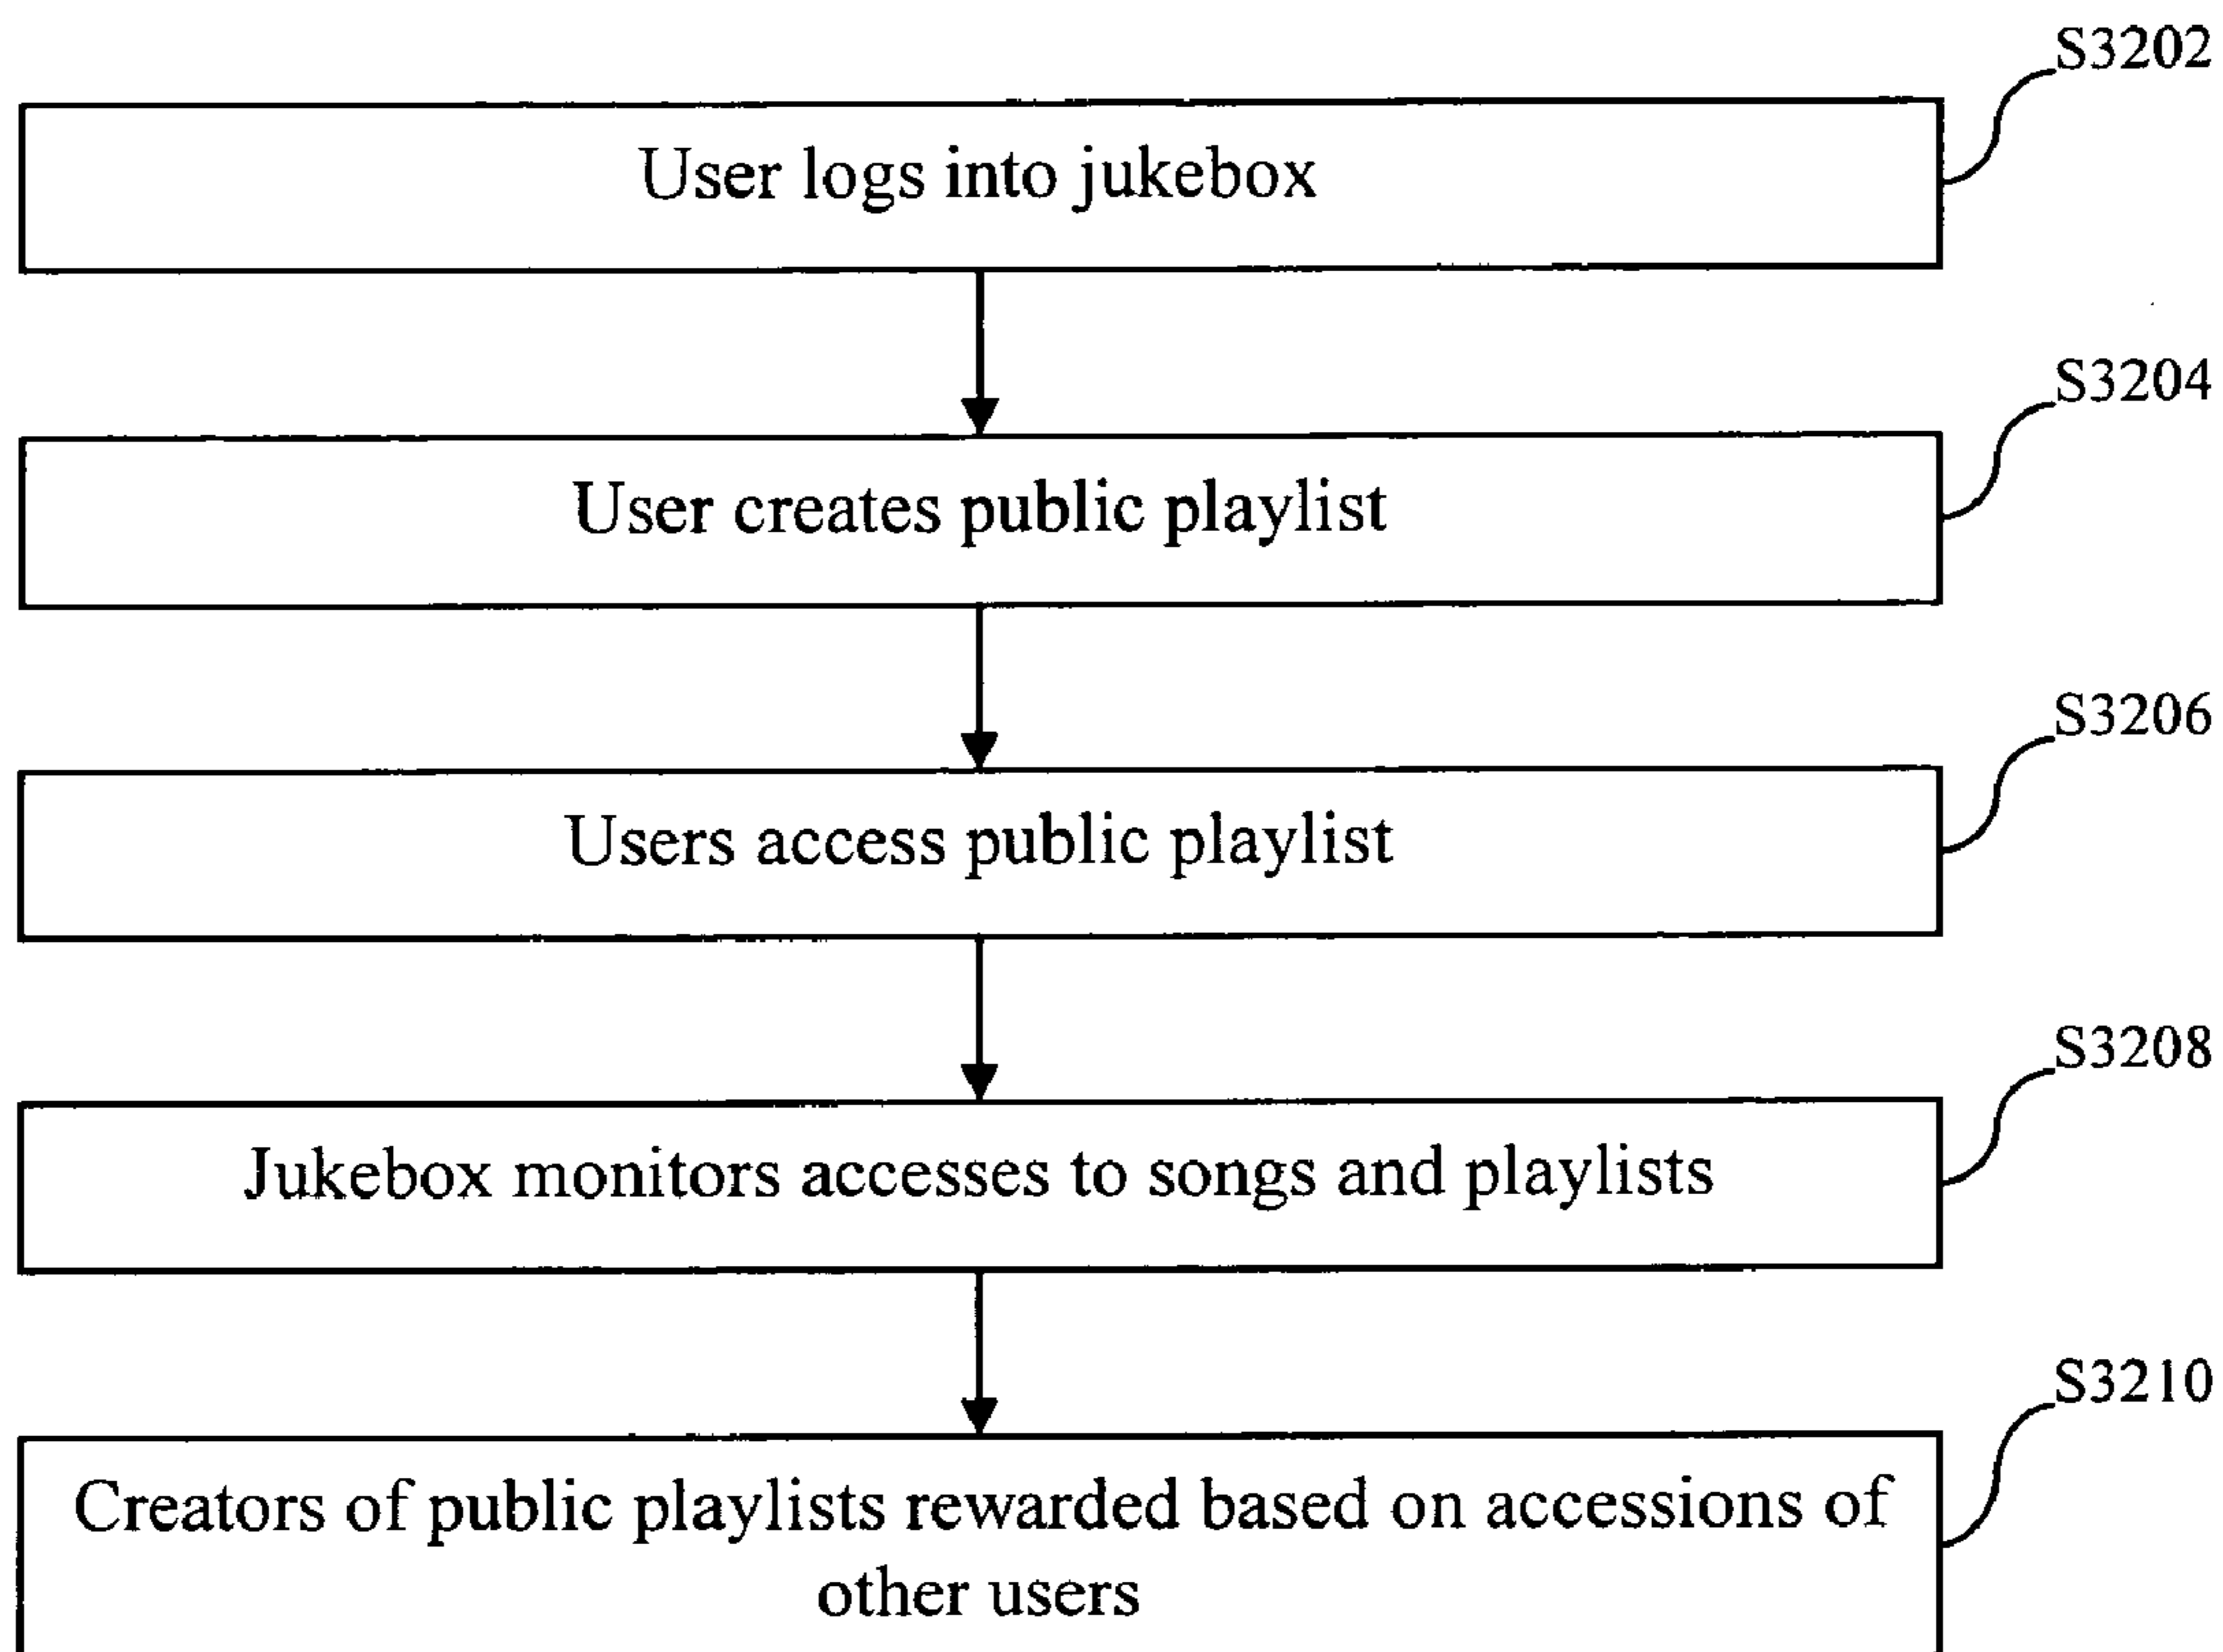 S3202
User logs into jukebox
S3204
User creates public playlist
S3206
Users access public playlist
S3208
Jukebox monitors accesses to songs and playlists
S3210
Creators of public playlists rewarded based on accessions of
other users